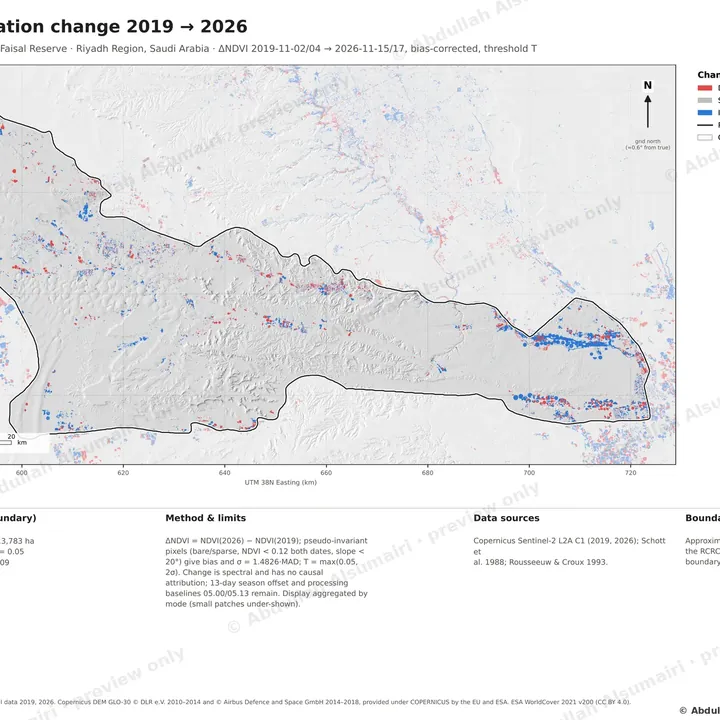 ation change 2019 → 2026
Faisal Reserve · Riyadh Region, Saudi Arabia · ΔNDVI 2019-11-02/04 → 2026-11-15/17, bias-corrected, threshold T
N
grid north
(≈0.6° from true)
Chan
20
km
600
620
640
660
680
700
720
UTM 38N Easting (km)
undary)
3,783 ha
= 0.05
09
Method & limits
ΔNDVI = NDVI(2026) − NDVI(2019); pseudo-invariant
pixels (bare/sparse, NDVI < 0.12 both dates, slope <
20°) give bias and σ = 1.4826·MAD; T = max(0.05,
2σ). Change is spectral and has no causal
attribution; 13-day season offset and processing
baselines 05.00/05.13 remain. Display aggregated by
mode (small patches under-shown).
Data sources
Copernicus Sentinel-2 L2A C1 (2019, 2026); Schott
et
al. 1988; Rousseeuw & Croux 1993.
Bounda
Approxim
the RCRC
boundary
l data 2019, 2026. Copernicus DEM GLO-30 © DLR e.V. 2010–2014 and © Airbus Defence and Space GmbH 2014–2018, provided under COPERNICUS by the EU and ESA. ESA WorldCover 2021 v200 (CC BY 4.0).
© Abdul
© Abdullah Alsumairi · preview only